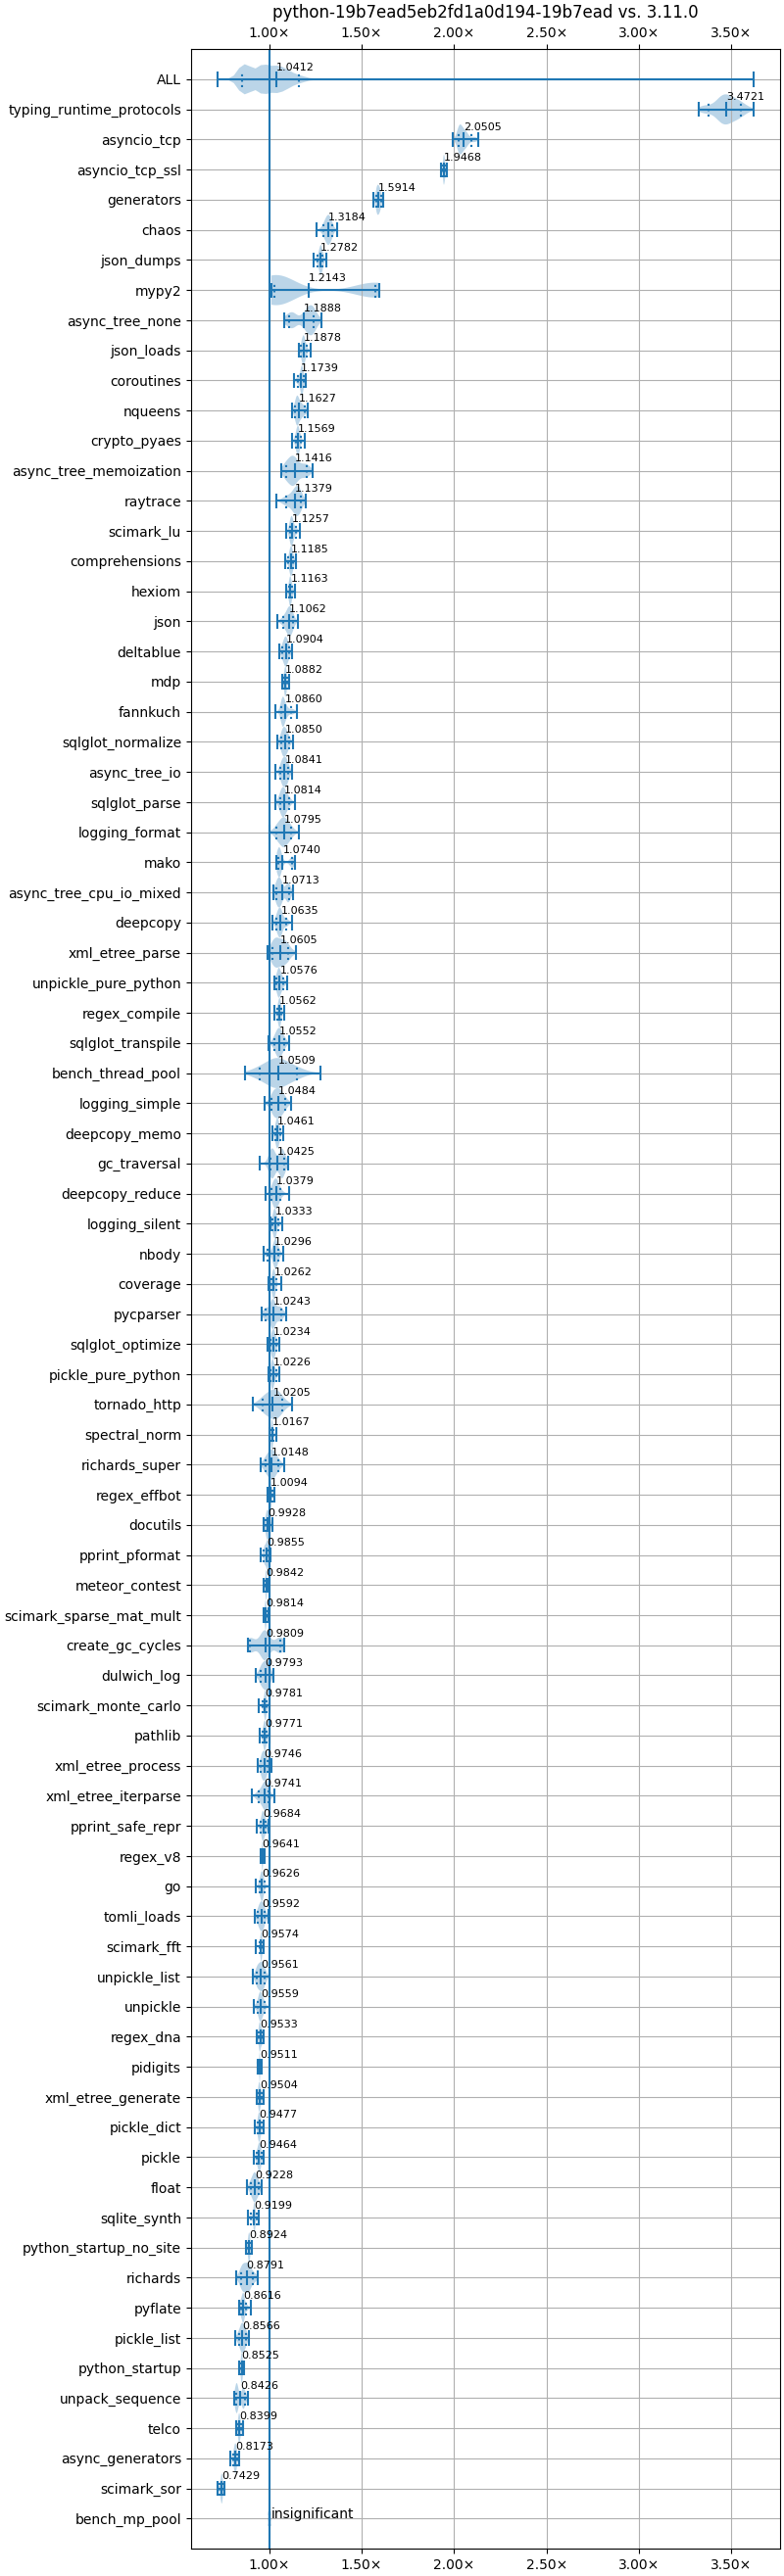 python-19b7ead5eb2fd1a0d194-19b7ead vs. 3.11.0
1.00× 1.50× 2.00× 2.50× 3.00× 3.50×
ALL 1.0412
typing_runtime_protocols 3.4721
asyncio_tcp 2.0505
asyncio_tcp_ssl 1.9468
generators 1.5914
chaos 1.3184
json_dumps 1.2782
mypy2 1.2143
async_tree_none 1.1888
json_loads 1.1878
coroutines 1.1739
nqueens 1.1627
crypto_pyaes 1.1569
async_tree_memoization 1.1416
raytrace 1.1379
scimark_lu 1.1257
comprehensions 1.1185
hexiom 1.1163
json 1.1062
deltablue 1.0904
mdp 1.0882
fannkuch 1.0860
sqlglot_normalize 1.0850
async_tree_io 1.0841
sqlglot_parse 1.0814
logging_format 1.0795
mako 1.0740
async_tree_cpu_io_mixed 1.0713
deepcopy 1.0635
xml_etree_parse 1.0605
unpickle_pure_python 1.0576
regex_compile 1.0562
sqlglot_transpile 1.0552
bench_thread_pool 1.0509
logging_simple 1.0484
deepcopy_memo 1.0461
gc_traversal 1.0425
deepcopy_reduce 1.0379
logging_silent 1.0333
nbody 1.0296
coverage 1.0262
pycparser 1.0243
sqlglot_optimize 1.0234
pickle_pure_python 1.0226
tornado_http 1.0205
spectral_norm 1.0167
richards_super 1.0148
regex_effbot 1.0094
docutils 0.9928
pprint_pformat 0.9855
meteor_contest 0.9842
scimark_sparse_mat_mult 0.9814
create_gc_cycles 0.9809
dulwich_log 0.9793
scimark_monte_carlo 0.9781
pathlib 0.9771
xml_etree_process 0.9746
xml_etree_iterparse 0.9741
pprint_safe_repr 0.9684
regex_v8 0.9641
go 0.9626
tomli_loads 0.9592
scimark_fft 0.9574
unpickle_list 0.9561
unpickle 0.9559
regex_dna 0.9533
pidigits 0.9511
xml_etree_generate 0.9504
pickle_dict 0.9477
pickle 0.9464
float 0.9228
sqlite_synth 0.9199
python_startup_no_site 0.8924
richards 0.8791
pyflate 0.8616
pickle_list 0.8566
python_startup 0.8525
unpack_sequence 0.8426
telco 0.8399
async_generators 0.8173
scimark_sor 0.7429
bench_mp_pool insignificant
1.00× 1.50× 2.00× 2.50× 3.00× 3.50×